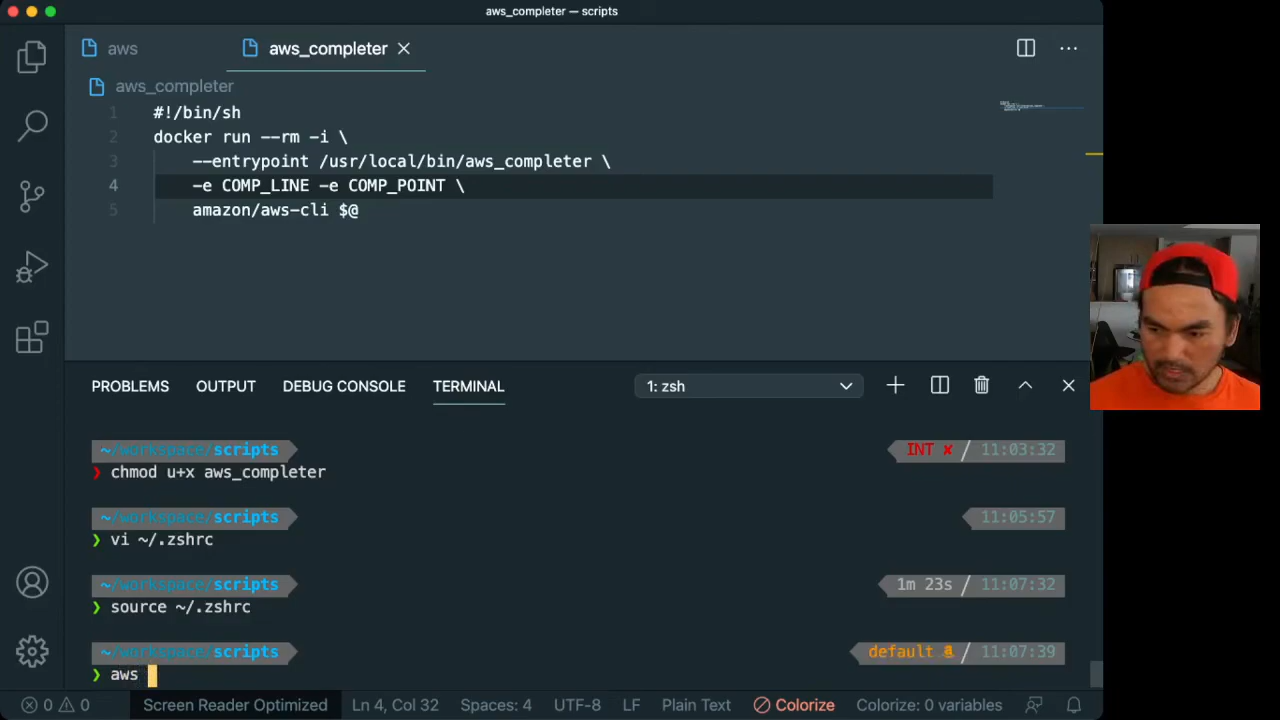 aws_completer — scripts
aws
aws_completer
aws_completer
1 #!/bin/sh
2 docker run --rm -i \
3 --entrypoint /usr/local/bin/aws_completer \
4 -e COMP_LINE -e COMP_POINT \
5 amazon/aws-cli $@
PROBLEMS OUTPUT DEBUG CONSOLE TERMINAL 1: zsh
~/workspace/scripts INT ✘ / 11:03:32
❯ chmod u+x aws_completer
~/workspace/scripts 11:05:57
❯ vi ~/.zshrc
~/workspace/scripts 1m 23s / 11:07:32
❯ source ~/.zshrc
~/workspace/scripts default / 11:07:39
❯ aws
0 0 Screen Reader Optimized Ln 4, Col 32 Spaces: 4 UTF-8 LF Plain Text Colorize Colorize: 0 variables